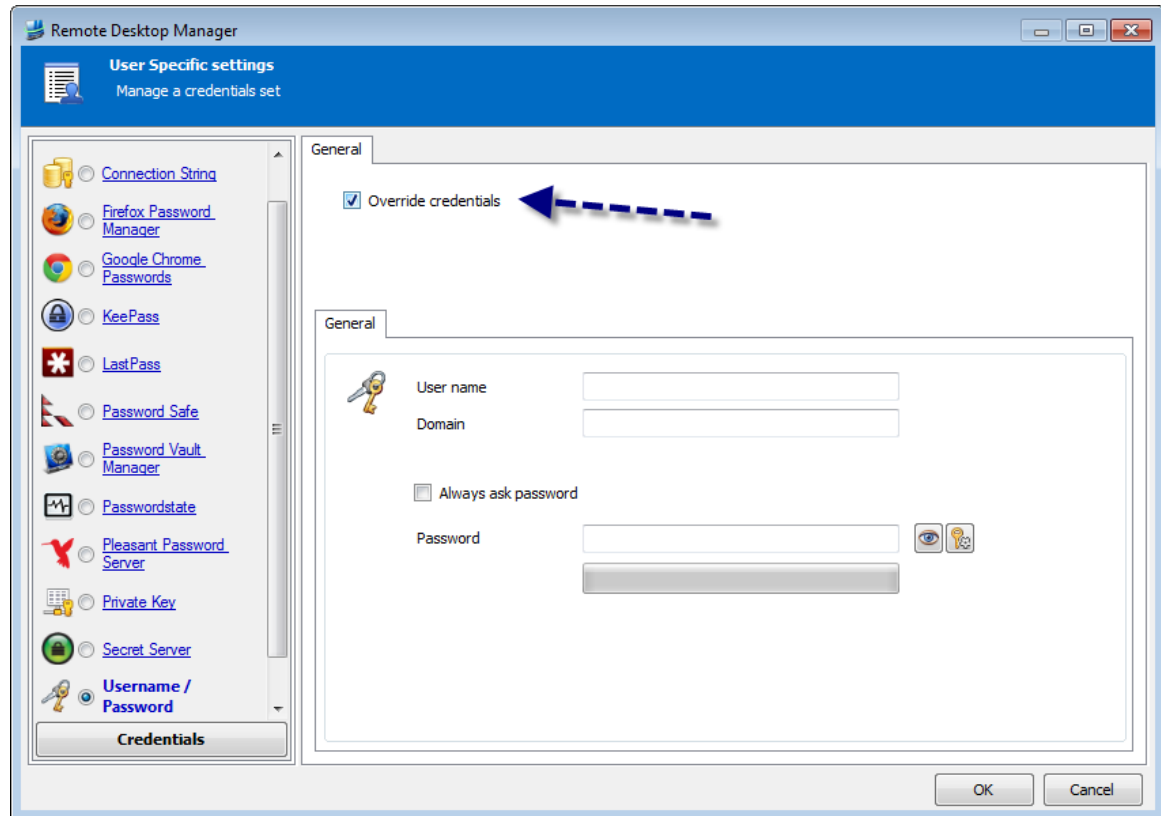 Remote Desktop Manager
User Specific settings
Manage a credentials set
Connection String
Firefox Password
Manager
Google Chrome
Passwords
KeePass
LastPass
Password Safe
Password Vault
Manager
Passwordstate
Pleasant Password
Server
Private Key
Secret Server
Username /
Password
Credentials
General
Override credentials
General
User name
Domain
Always ask password
Password
OK
Cancel